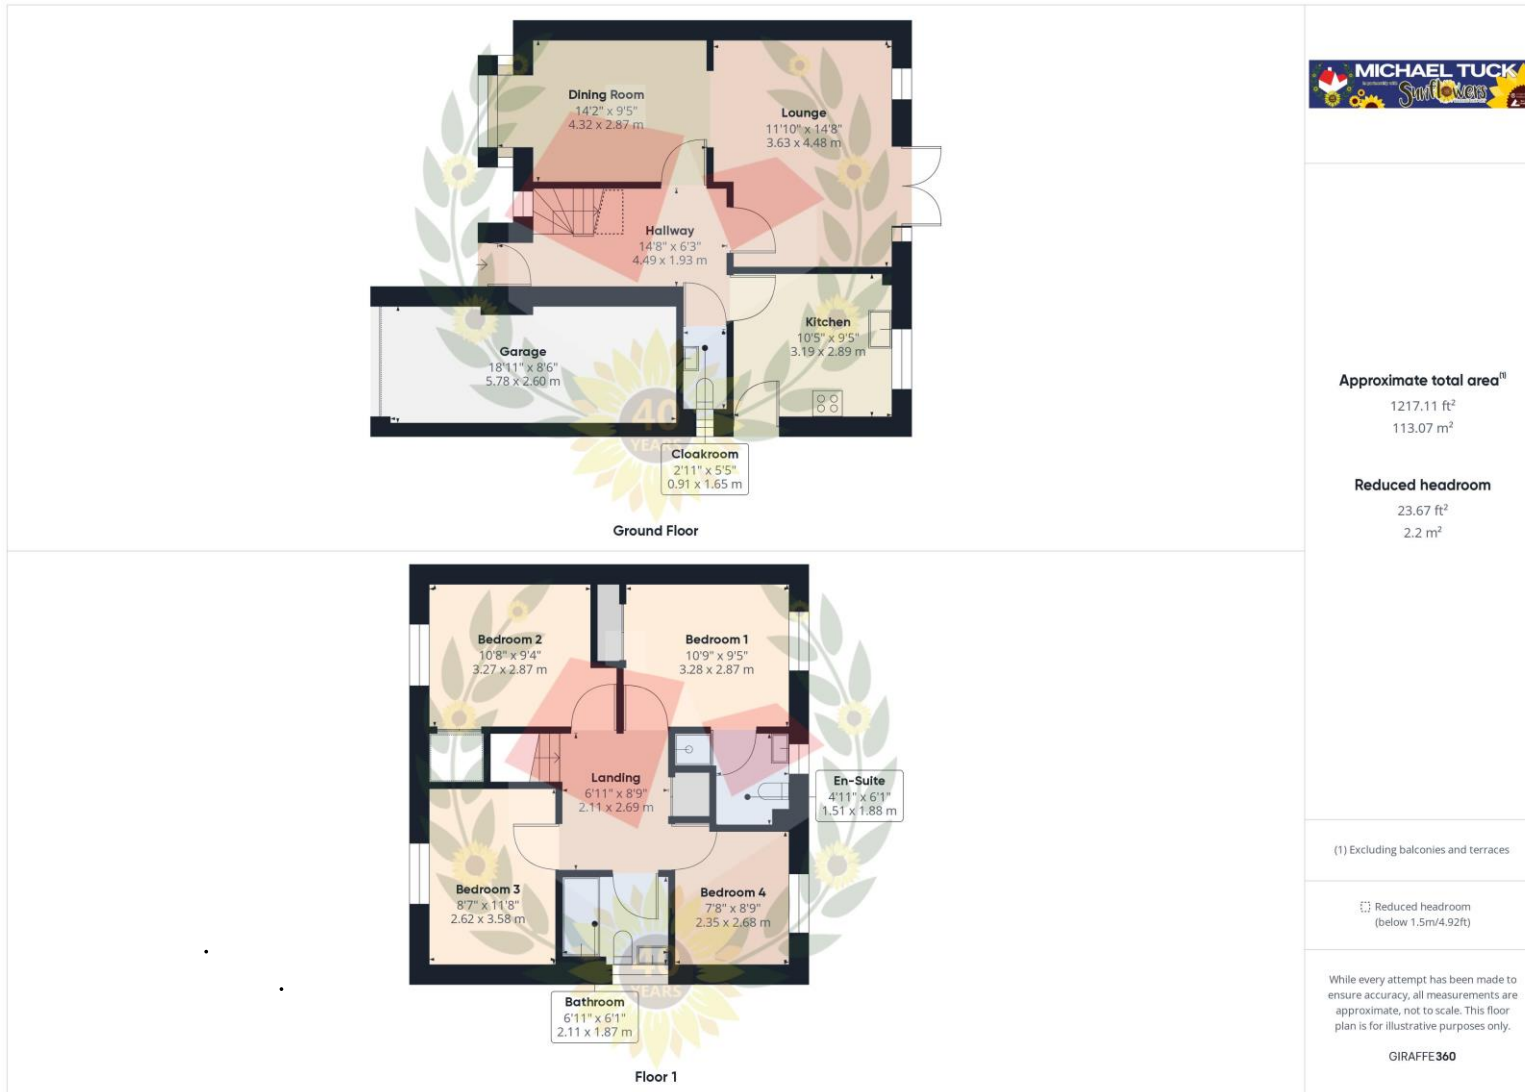 Dining Room
14'2" x 9'5"
4.32 x 2.87 m
Lounge
11'10" x 14'8"
3.63 x 4.48 m
Hallway
14'8" x 6'3"
4.49 x 1.93 m
Kitchen
10'5" x 9'5"
3.19 x 2.89 m
Garage
18'11" x 8'6"
5.78 x 2.60 m
40
YEARS
Cloakroom
2'11" x 5'5"
0.91 x 1.65 m
Ground Floor
Bedroom 2
10'8" x 9'4"
3.27 x 2.87 m
Bedroom 1
10'9" x 9'5"
3.28 x 2.87 m
Landing
6'11" x 8'9"
2.11 x 2.69 m
En-Suite
4'11" x 6'1"
1.51 x 1.88 m
Bedroom 3
8'7" x 11'8"
2.62 x 3.58 m
Bedroom 4
7'8" x 8'9"
2.35 x 2.68 m
40
YEARS
Bathroom
6'11" x 6'1"
2.11 x 1.87 m
Floor 1
MICHAEL TUCK
Sunflowers
Approximate total area(1)
1217.11 ft²
113.07 m²
Reduced headroom
23.67 ft²
2.2 m²
(1) Excluding balconies and terraces
Reduced headroom
(below 1.5m/4.92ft)
While every attempt has been made to
ensure accuracy, all measurements are
approximate, not to scale. This floor
plan is for illustrative purposes only.
GIRAFFE360